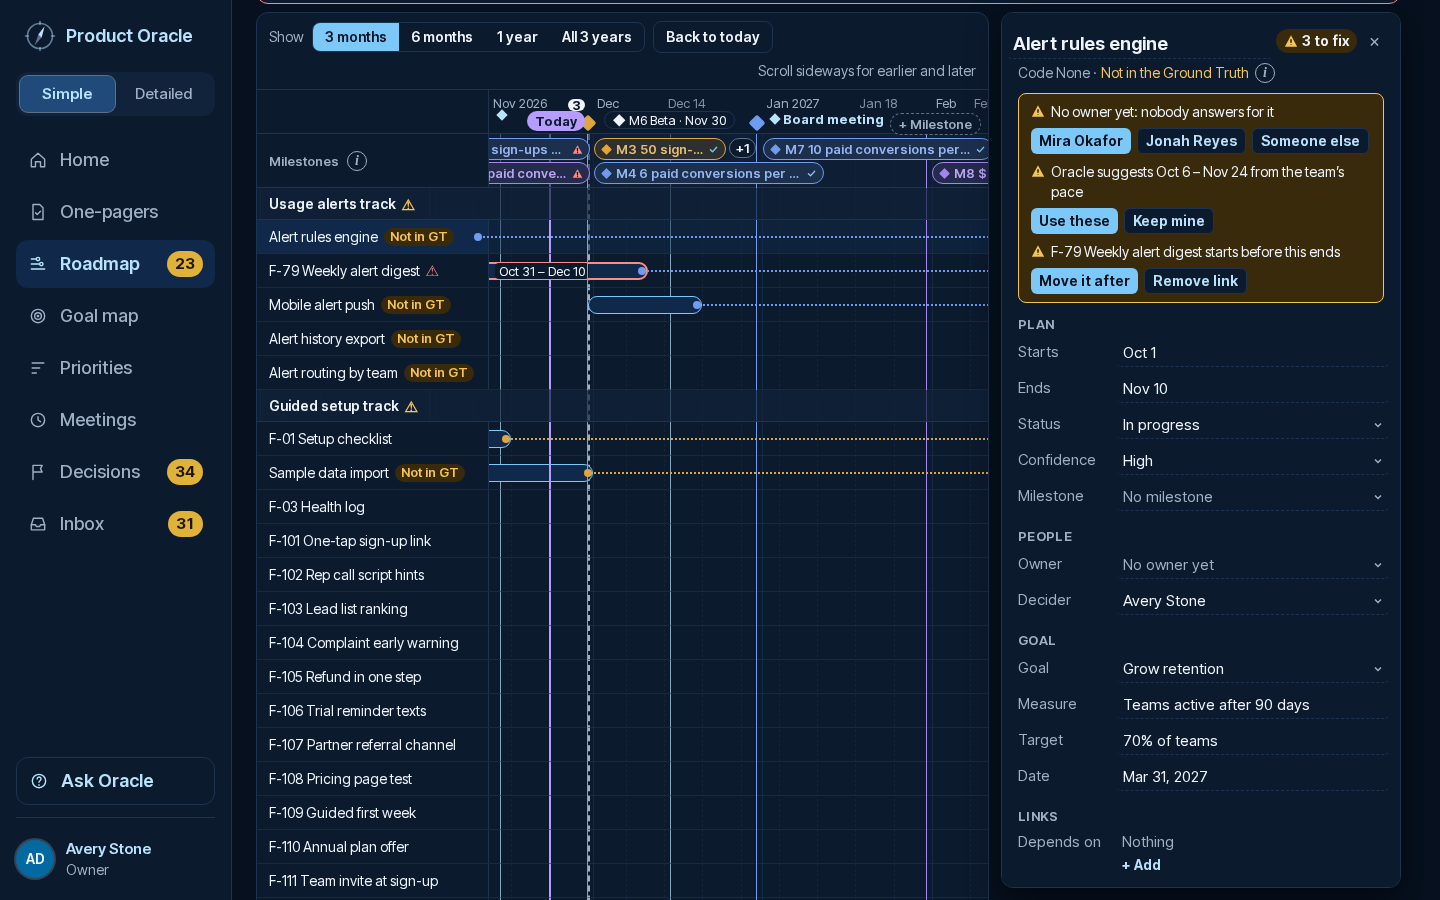 Product Oracle
Simple
Detailed
Home
One-pagers
Roadmap
23
Goal map
Priorities
Meetings
Decisions
34
Inbox
31
Ask Oracle
AD
Avery Stone
Owner
Show
3 months
6 months
1 year
All 3 years
Back to today
Scroll sideways for earlier and later
Nov 2026
3
Dec
Dec 14
Jan 2027
Jan 18
Feb
Today
M6 Beta · Nov 30
Board meeting
+ Milestone
Milestones
sign-ups ...
M3 50 sign-...
+1
M7 10 paid conversions per...
paid conve...
M4 6 paid conversions per ...
M8 $
Usage alerts track
Alert rules engine
Not in GT
F-79 Weekly alert digest
Oct 31 – Dec 10
Mobile alert push
Not in GT
Alert history export
Not in GT
Alert routing by team
Not in GT
Guided setup track
F-01 Setup checklist
Sample data import
Not in GT
F-03 Health log
F-101 One-tap sign-up link
F-102 Rep call script hints
F-103 Lead list ranking
F-104 Complaint early warning
F-105 Refund in one step
F-106 Trial reminder texts
F-107 Partner referral channel
F-108 Pricing page test
F-109 Guided first week
F-110 Annual plan offer
F-111 Team invite at sign-up
Alert rules engine
3 to fix
×
Code None · Not in the Ground Truth
i
No owner yet: nobody answers for it
Mira Okafor
Jonah Reyes
Someone else
Oracle suggests Oct 6 – Nov 24 from the team's
pace
Use these
Keep mine
F-79 Weekly alert digest starts before this ends
Move it after
Remove link
PLAN
Starts
Oct 1
Ends
Nov 10
Status
In progress
Confidence
High
Milestone
No milestone
PEOPLE
Owner
No owner yet
Decider
Avery Stone
GOAL
Goal
Grow retention
Measure
Teams active after 90 days
Target
70% of teams
Date
Mar 31, 2027
LINKS
Depends on
Nothing
+ Add